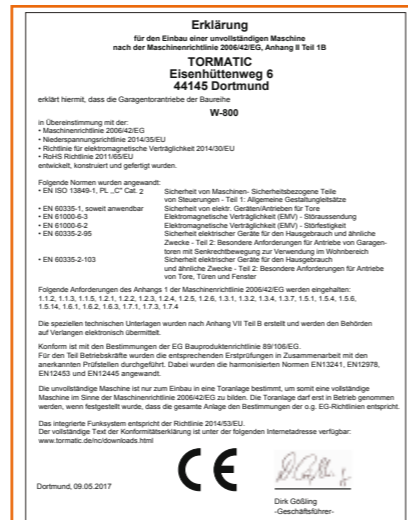 Erklärung
für den Einbau einer unvollständigen Maschine
nach der Maschinenrichtlinie 2006/42/EG, Anhang II Teil 1B
TORMATIC
Eisenhüttenweg 6
44145 Dortmund
erklärt hiermit, dass die Garagentorantriebe der Baureihe
W-800
in Übereinstimmung mit der:
• Maschinenrichtlinie 2006/42/EG
• Niederspannungsrichtlinie 2014/35/EU
• Richtlinie für elektromagnetische Verträglichkeit 2014/30/EU
• RoHS Richtlinie 2011/65/EU
entwickelt, konstruiert und gefertigt wurden.
Folgende Normen wurden angewandt:
• EN ISO 13849-1, PL „C" Cat. 2 Sicherheit von Maschinen- Sicherheitsbezogene Teile
von Steuerungen - Teil 1: Allgemeine Gestaltungleitsätze
• EN 60335-1, soweit anwendbar Sicherheit von elektr. Geräten/Antrieben für Tore
• EN 61000-6-3 Elektromagnetische Verträglichkeit (EMV) - Störaussendung
• EN 61000-6-2 Elektromagnetische Verträglichkeit (EMV) - Störfestigkeit
• EN 60335-2-95 Sicherheit elektrischer Geräte für den Hausgebrauch und ähnliche
Zwecke - Teil 2: Besondere Anforderungen für Antriebe von Garagen-
toren mit Senkrechtbewegung zur Verwendung im Wohnbereich
• EN 60335-2-103 Sicherheit elektrischer Geräte für den Hausgebrauch
und ähnliche Zwecke - Teil 2: Besondere Anforderungen für Antriebe
von Tore, Türen und Fenster
Folgende Anforderungen des Anhangs 1 der Maschinenrichtlinie 2006/42/EG werden eingehalten:
1.1.2, 1.1.3, 1.1.5, 1.2.1, 1.2.2, 1.2.3, 1.2.4, 1.2.5, 1.2.6, 1.3.1, 1.3.2, 1.3.4, 1.3.7, 1.5.1, 1.5.4, 1.5.6,
1.5.14, 1.6.1, 1.6.2, 1.6.3, 1.7.1, 1.7.3, 1.7.4
Die speziellen technischen Unterlagen wurden nach Anhang VII Teil B erstellt und werden den Behörden
auf Verlangen elektronisch übermittelt.
Konform ist mit den Bestimmungen der EG Bauproduktenrichtlinie 89/106/EG.
Für den Teil Betriebskräfte wurden die entsprechenden Erstprüfungen in Zusammenarbeit mit den
anerkannten Prüfstellen durchgeführt. Dabei wurden die harmonisierten Normen EN13241, EN12978,
EN12453 und EN12445 angewandt.
Die unvollständige Maschine ist nur zum Einbau in eine Toranlage bestimmt, um somit eine vollständige
Maschine im Sinne der Maschinenrichtlinie 2006/42/EG zu bilden. Die Toranlage darf erst in Betrieb genommen
werden, wenn festgestellt wurde, dass die gesamte Anlage den Bestimmungen der o.g. EG-Richtlinien entspricht.
Das integrierte Funksystem entspricht der Richtlinie 2014/53/EU.
Der vollständige Text der Konformitätserklärung ist unter der folgenden Internetadresse verfügbar:
www.tormatic.de/nc/downloads.html
CE
Dortmund, 09.05.2017
Dirk Gößling
-Geschäftsführer-